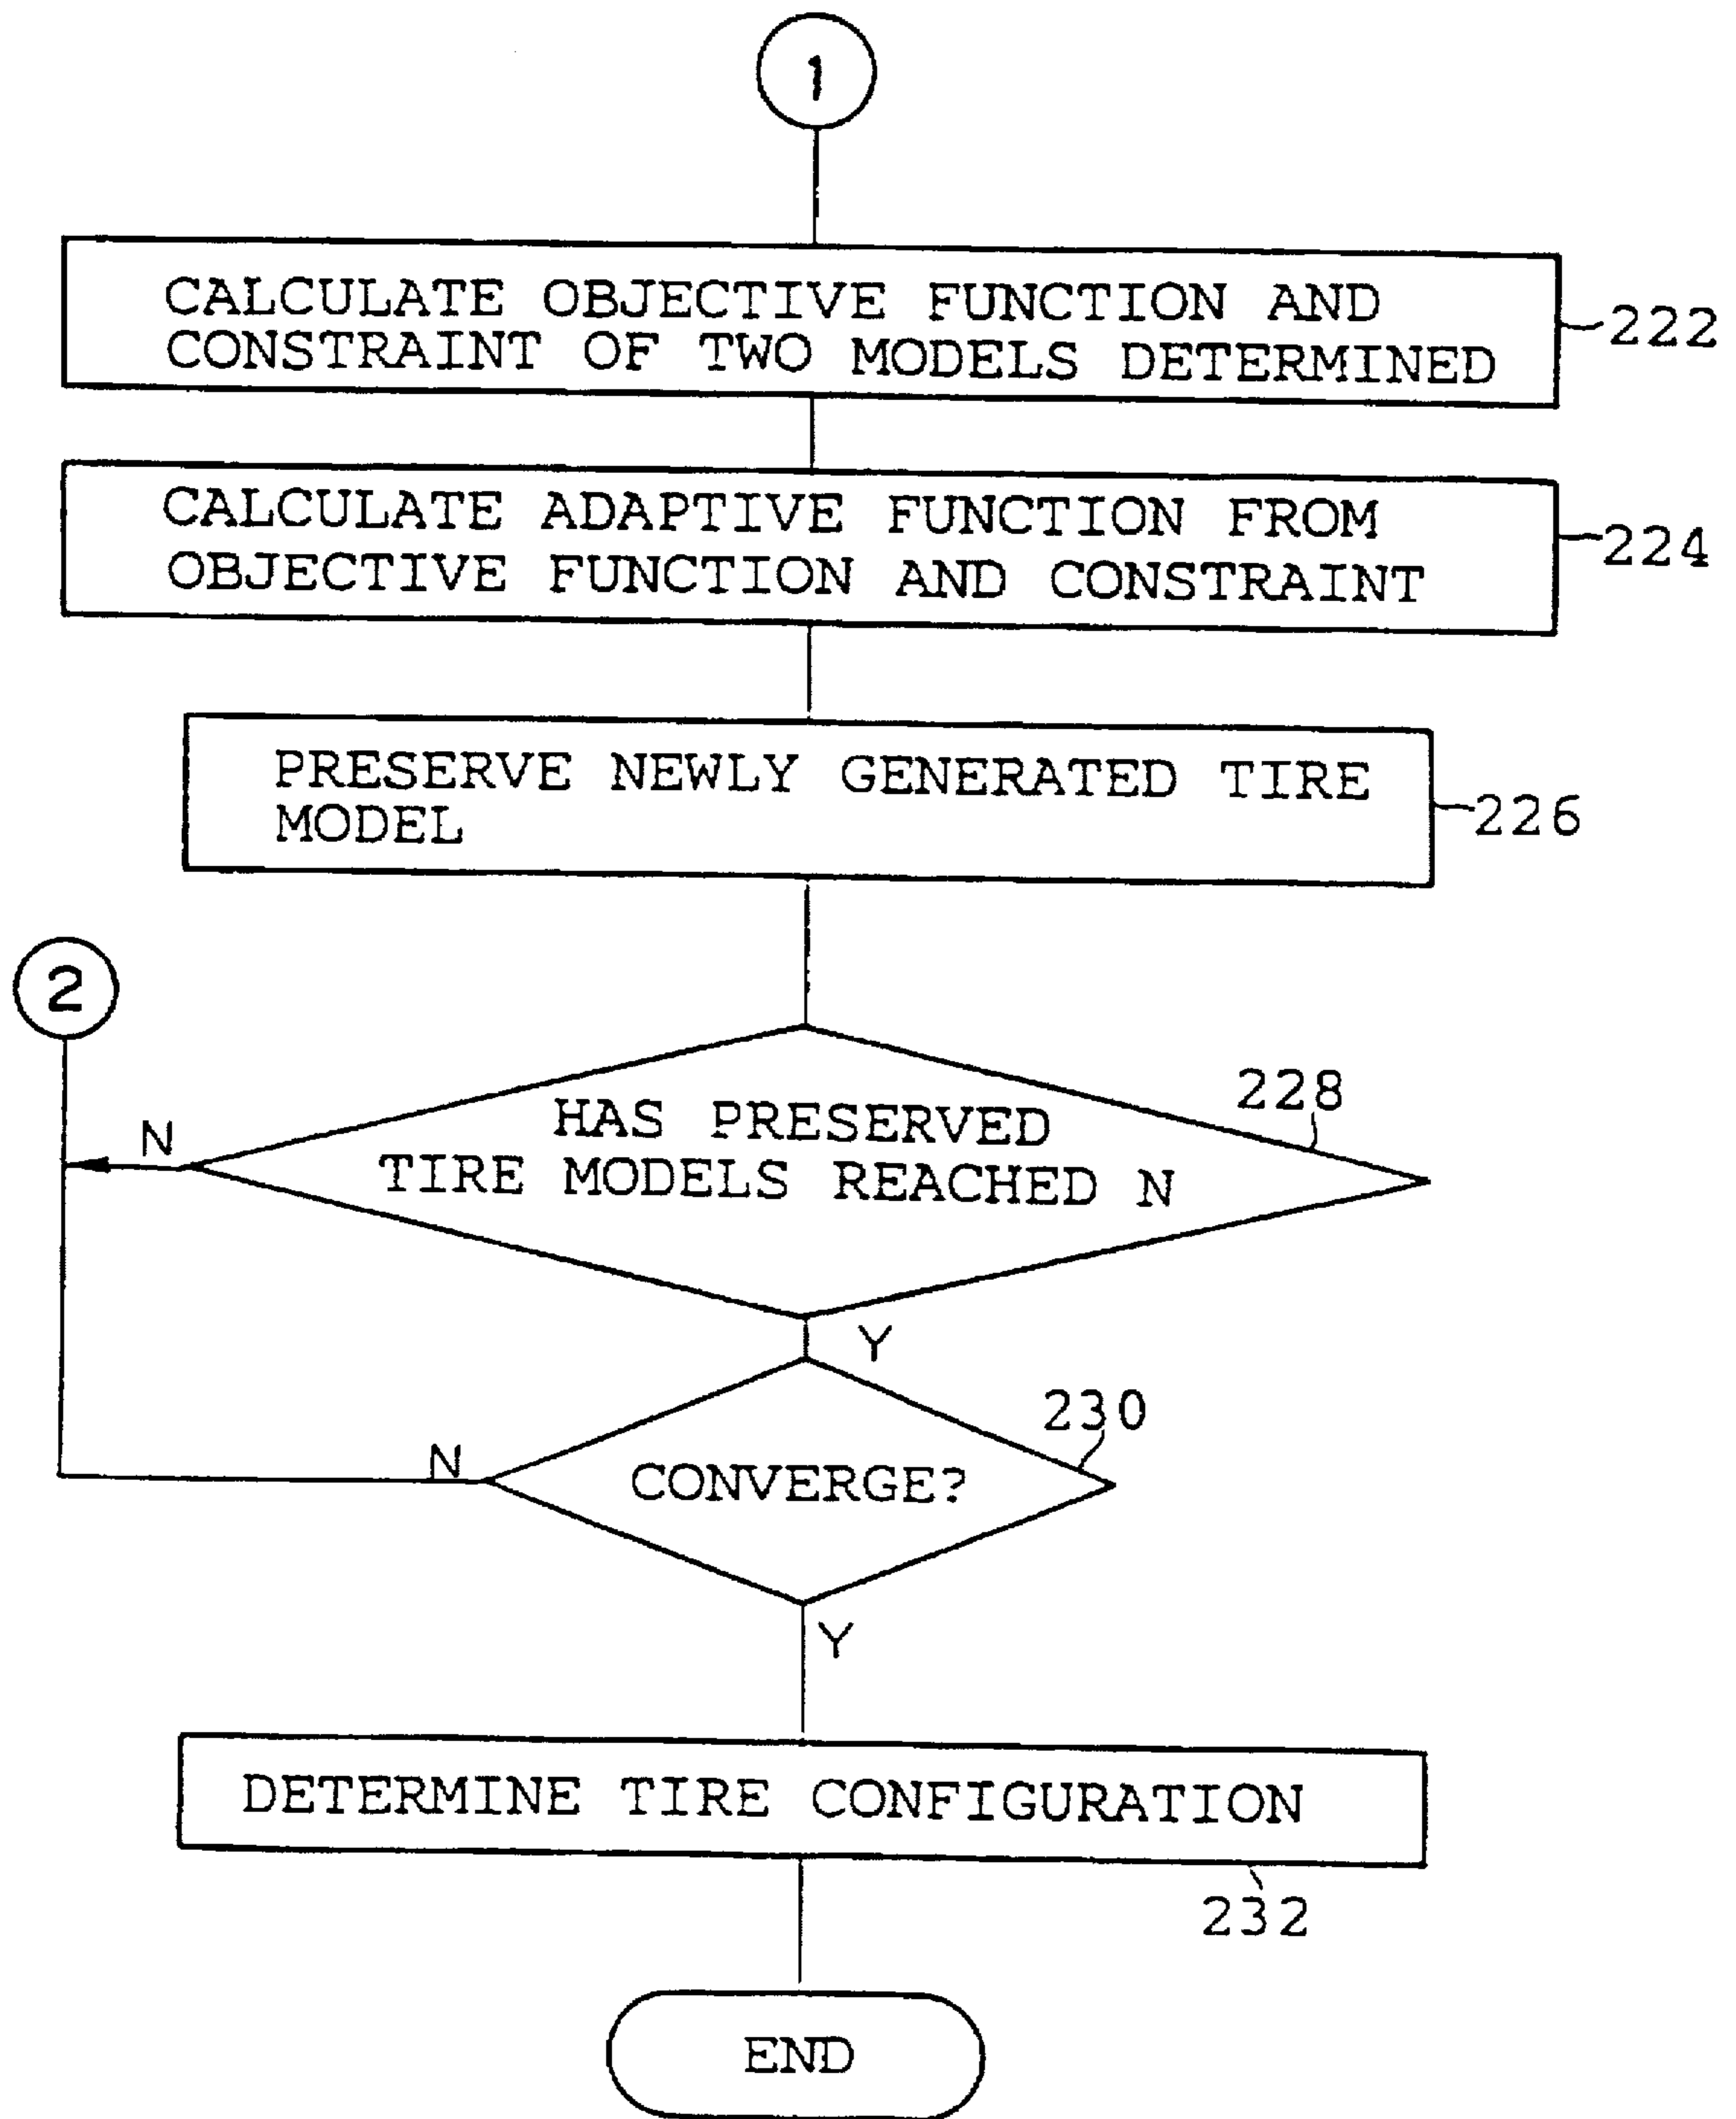 1
CALCULATE OBJECTIVE FUNCTION AND
CONSTRAINT OF TWO MODELS DETERMINED
222
CALCULATE ADAPTIVE FUNCTION FROM
OBJECTIVE FUNCTION AND CONSTRAINT
224
PRESERVE NEWLY GENERATED TIRE
MODEL
226
2
228
HAS PRESERVED
TIRE MODELS REACHED N
N
Y
230
CONVERGE?
N
Y
DETERMINE TIRE CONFIGURATION
232
END